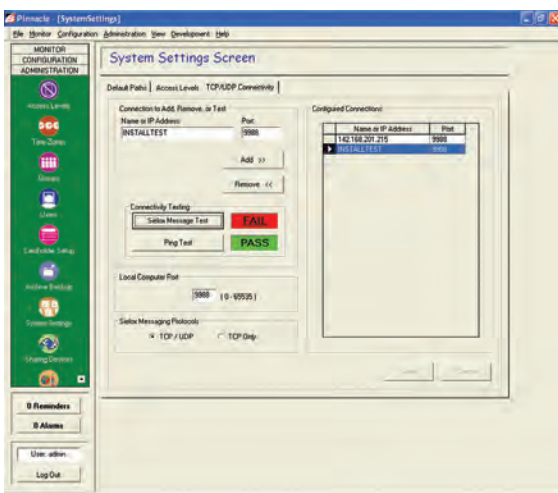 Pinnacle - [SystemSettings]
File Monitor Configuration Administration View Development Help
MONITOR
CONFIGURATION
ADMINISTRATION
Access Levels
Time Zones
Groups
Users
Cardholder Setup
Archive Backup
System Settings
Sharing Devices
0 Reminders
0 Alarms
User: admin
Log Out
System Settings Screen
Default Paths Access Levels TCP/UDP Connectivity
Connection to Add, Remove, or Test
Name or IP Address: Port:
INSTALLTEST 9988
Add >>
Remove <<
Connectivity Testing
Sielox Message Test FAIL
Ping Test PASS
Local Computer Port
9988 ( 0 - 65535 )
Sielox Messaging Protocols
TCP / UDP TCP Only
Configured Connections:
Name or IP Address Port
142.168.201.215 9988
INSTALLTEST 9988